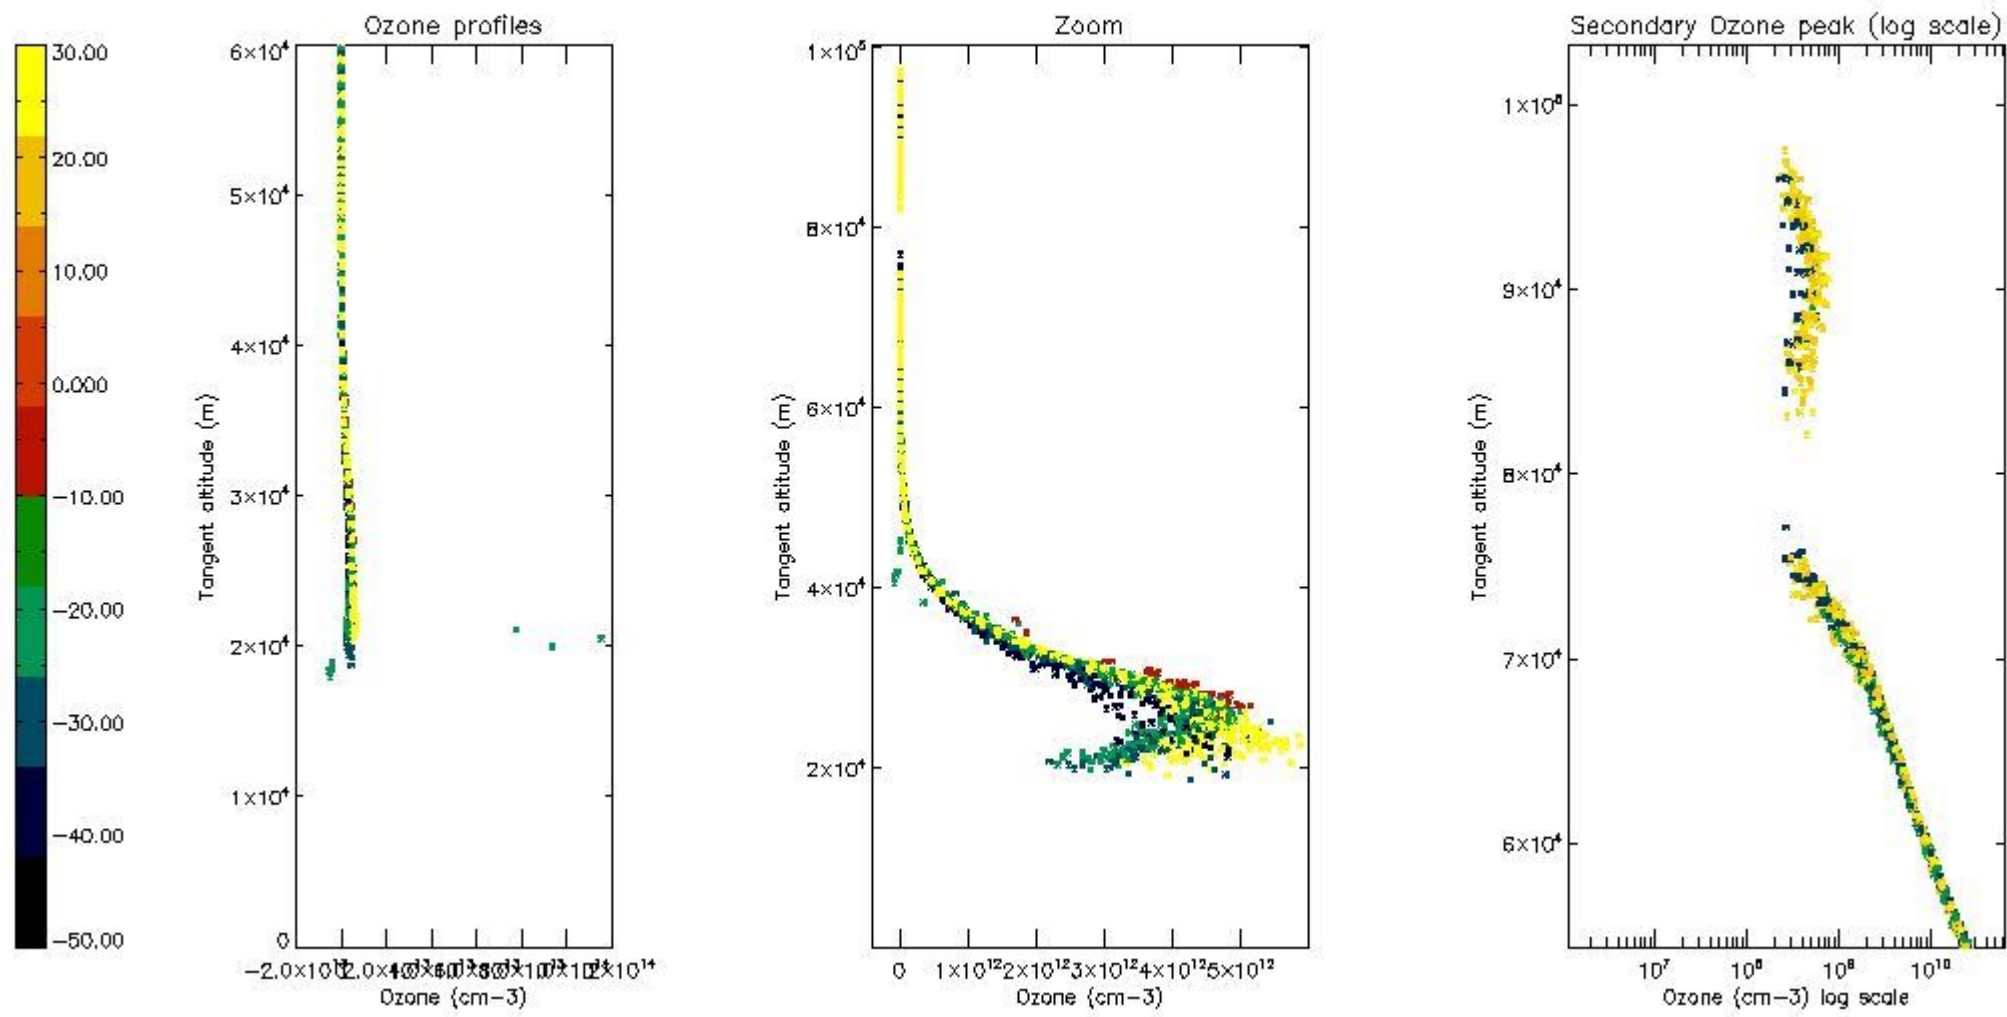 Ozone profiles
Zoom
Secondary Ozone peak (log scale)
30.00
20.00
10.00
0.000
-10.00
-20.00
-30.00
-40.00
-50.00
6×10⁴
5×10⁴
4×10⁴
3×10⁴
2×10⁴
1×10⁴
0
Tangent altitude (m)
Ozone (cm-3)
1×10⁵
8×10⁴
6×10⁴
4×10⁴
2×10⁴
Tangent altitude (m)
0 1×10¹² 2×10¹² 3×10¹² 4×10¹² 5×10¹²
Ozone (cm-3)
9×10⁴
8×10⁴
7×10⁴
6×10⁴
Tangent altitude (m)
10⁷ 10⁸ 10⁹ 10¹⁰
Ozone (cm-3) log scale